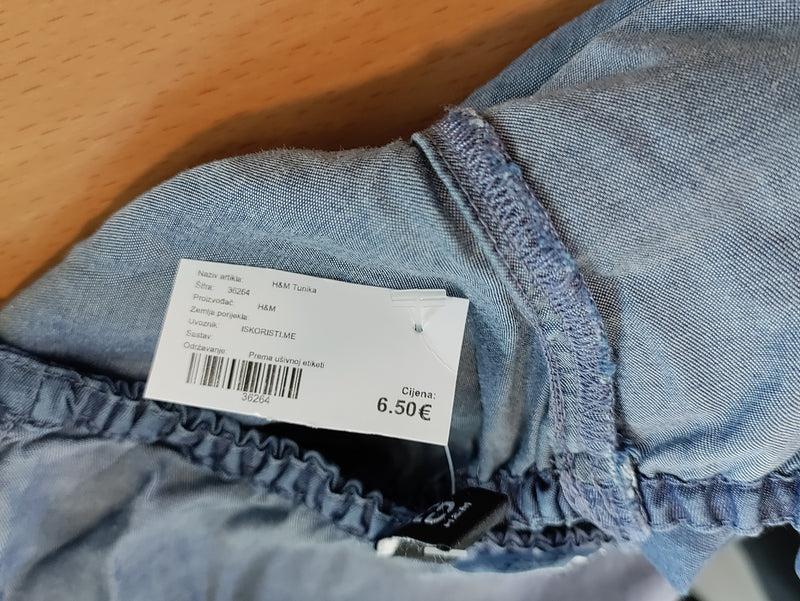 Naziv artikla: H&M Tunika
Šifra: 36264
Proizvođač: H&M
Zemlja porijekla:
Uvoznik: ISKORISTI.ME
Sastav:
Održavanje: Prema ušivnoj etiketi
36264
Cijena:
6.50€
H&M